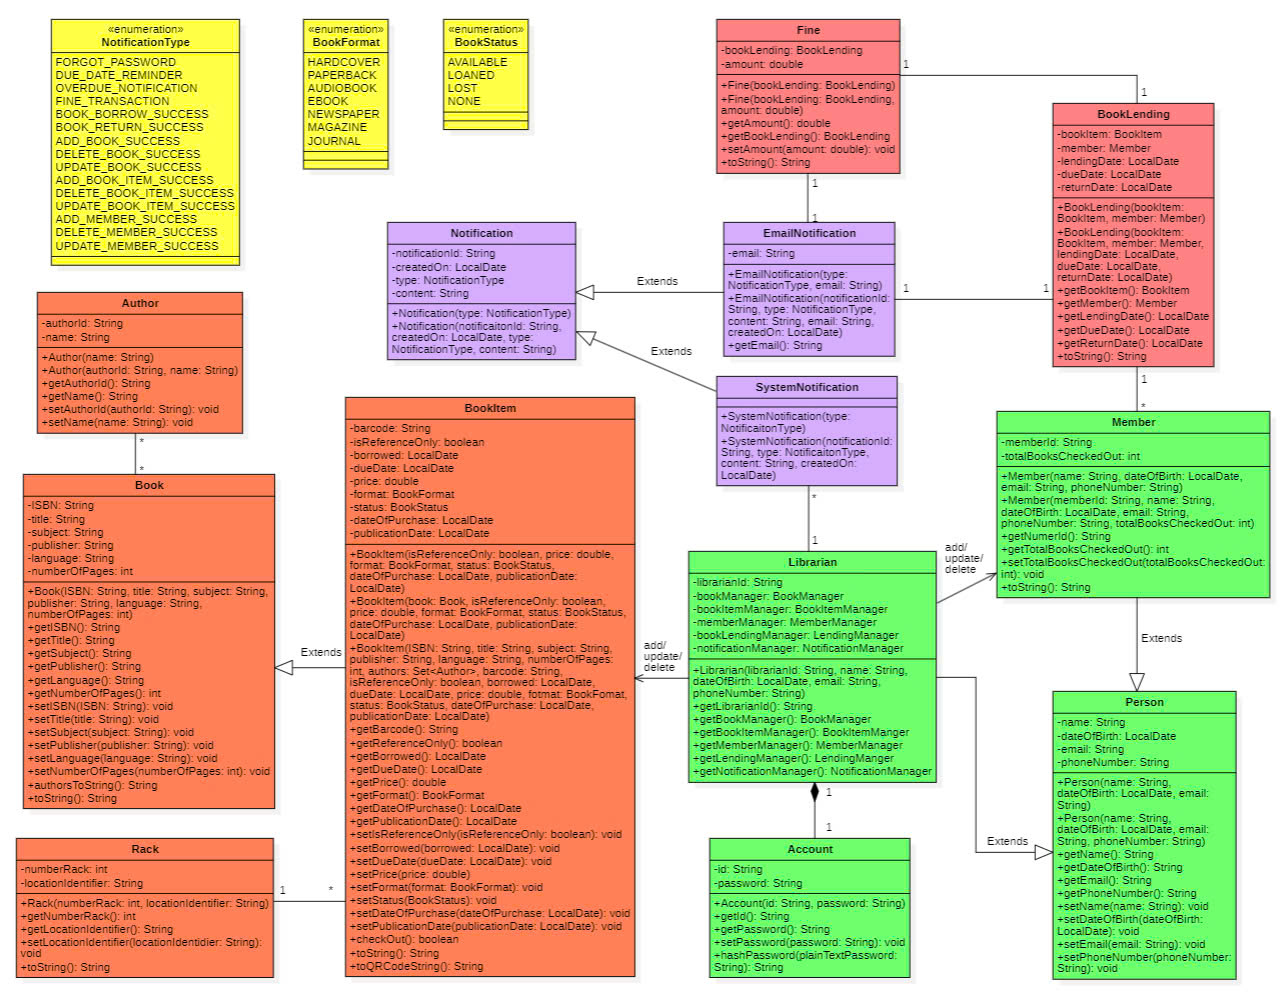 «enumeration»
NotificationType
FORGOT_PASSWORD
DUE_DATE_REMINDER
OVERDUE_NOTIFICATION
FINE_TRANSACTION
BOOK_BORROW_SUCCESS
BOOK_RETURN_SUCCESS
ADD_BOOK_SUCCESS
DELETE_BOOK_SUCCESS
UPDATE_BOOK_SUCCESS
ADD_BOOK_ITEM_SUCCESS
DELETE_BOOK_ITEM_SUCCESS
UPDATE_BOOK_ITEM_SUCCESS
ADD_MEMBER_SUCCESS
DELETE_MEMBER_SUCCESS
UPDATE_MEMBER_SUCCESS
«enumeration»
BookFormat
HARDCOVER
PAPERBACK
AUDIOBOOK
EBOOK
NEWSPAPER
MAGAZINE
JOURNAL
«enumeration»
BookStatus
AVAILABLE
LOANED
LOST
NONE
Fine
-bookLending: BookLending
-amount: double
+Fine(bookLending: BookLending)
+Fine(bookLending: BookLending,
amount: double)
+getAmount(): double
+getBookLending(): BookLending
+setAmount(amount: double): void
+toString(): String
1
1
1
1
BookLending
-bookItem: BookItem
-member: Member
-lendingDate: LocalDate
-dueDate: LocalDate
-returnDate: LocalDate
+BookLending(bookItem:
BookItem, member: Member)
+BookLending(bookItem:
BookItem, member: Member,
lendingDate: LocalDate,
dueDate: LocalDate,
returnDate: LocalDate)
+getBookItem(): BookItem
+getMember(): Member
+getLendingDate(): LocalDate
+getDueDate(): LocalDate
+getReturnDate(): LocalDate
+toString(): String
Notification
-notificationId: String
-createdOn: LocalDate
-type: NotificationType
-content: String
+Notification(type: NotificationType)
+Notification(notificaitonId: String,
createdOn: LocalDate, type:
NotificationType, content: String)
Extends
Extends
EmailNotification
-email: String
+EmailNotification(type:
NotificationType, email: String)
+EmailNotification(notificationId:
String, type: NotificationType,
content: String, email: String,
createdOn: LocalDate)
+getEmail(): String
1
1
SystemNotification
+SystemNotification(type:
NotificaitonType)
+SystemNotification(notificationId:
String, type: NotificaitonType,
content: String, createdOn:
LocalDate)
*
1
1
*
Author
-authorId: String
-name: String
+Author(name: String)
+Author(authorId: String, name: String)
+getAuthorId(): String
+getName(): String
+setAuthorId(authorId: String): void
+setName(name: String): void
*
*
Book
-ISBN: String
-title: String
-subject: String
-publisher: String
-language: String
-numberOfPages: int
+Book(ISBN: String, title: String, subject: String,
publisher: String, language: String,
numberOfPages: int)
+getISBN(): String
+getTitle(): String
+getSubject(): String
+getPublisher(): String
+getLanguage(): String
+getNumberOfPages(): int
+setISBN(ISBN: String): void
+setTitle(title: String): void
+setSubject(subject: String): void
+setPublisher(publisher: String): void
+setLanguage(language: String): void
+setNumberOfPages(numberOfPages: int): void
+authorsToString(): String
+toString(): String
Extends
BookItem
-barcode: String
-isReferenceOnly: boolean
-borrowed: LocalDate
-dueDate: LocalDate
-price: double
-format: BookFormat
-status: BookStatus
-dateOfPurchase: LocalDate
-publicationDate: LocalDate
+BookItem(isReferenceOnly: boolean, price: double,
format: BookFormat, status: BookStatus,
dateOfPurchase: LocalDate, publicationDate:
LocalDate)
+BookItem(book: Book, isReferenceOnly: boolean,
price: double, format: BookFormat, status: BookStatus,
dateOfPurchase: LocalDate, publicationDate:
LocalDate)
+BookItem(ISBN: String, title: String, subject: String,
publisher: String, language: String, numberOfPages:
int, authors: Set<Author>, barcode: String,
isReferenceOnly: boolean, borrowed: LocalDate,
dueDate: LocalDate, price: double, fotmat: BookFomat,
status: BookStatus, dateOfPurchase: LocalDate,
publicationDate: LocalDate)
+getBarcode(): String
+getReferenceOnly(): boolean
+getBorrowed(): LocalDate
+getDueDate(): LocalDate
+getPrice(): double
+getFormat(): BookFormat
+getDateOfPurchase(): LocalDate
+getPublicationDate(): LocalDate
+setIsReferenceOnly(isReferenceOnly: boolean): void
+setBorrowed(borrowed: LocalDate): void
+setDueDate(dueDate: LocalDate): void
+setPrice(price: double)
+setFormat(format: BookFormat): void
+setStatus(BookStatus): void
+setDateOfPurchase(dateOfPurchase: LocalDate): void
+setPublicationDate(publicationDate: LocalDate): void
+checkOut(): boolean
+toString(): String
+toQRCodeString(): String
add/
update/
delete
Librarian
-librarianId: String
-bookManager: BookManager
-bookItemManager: BookItemManager
-memberManager: MemberManager
-bookLendingManager: LendingManager
-notificationManager: NotificationManager
+Librarian(librarianId: String, name: String,
dateOfBirth: LocalDate, email: String,
phoneNumber: String)
+getLibrarianId(): String
+getBookManager(): BookManager
+getBookItemManager(): BookItemManger
+getMemberManager(): MemberManager
+getLendingManager(): LendingManger
+getNotificationManager(): NotificationManager
add/
update/
delete
Member
-memberId: String
-totalBooksCheckedOut: int
+Member(name: String, dateOfBirth: LocalDate,
email: String, phoneNumber: String)
+Member(memberId: String, name: String,
dateOfBirth: LocalDate, email: String,
phoneNumber: String, totalBooksCheckedOut: int)
+getNumerId(): String
+getTotalBooksCheckedOut(): int
+setTotalBooksCheckedOut(totalBooksCheckedOut:
int): void
+toString(): String
Extends
Person
-name: String
-dateOfBirth: LocalDate
-email: String
-phoneNumber: String
+Person(name: String,
dateOfBirth: LocalDate, email:
String)
+Person(name: String,
dateOfBirth: LocalDate, email:
String, phoneNumber: String)
+getName(): String
+getDateOfBirth(): String
+getEmail(): String
+getPhoneNumber(): String
+setName(name: String): void
+setDateOfBirth(dateOfBirth:
LocalDate): void
+setEmail(email: String): void
+setPhoneNumber(phoneNumber:
String): void
Extends
Rack
-numberRack: int
-locationIdentifier: String
+Rack(numberRack: int, locationIdentifier: String)
+getNumberRack(): int
+getLocationIdentifier(): String
+setLocationIdentifier(locationIdentidier: String):
void
+toString(): String
1
*
1
1
Account
-id: String
-password: String
+Account(id: String, password: String)
+getId(): String
+getPassword(): String
+setPassword(password: String): void
+hashPassword(plainTextPassword:
String): String